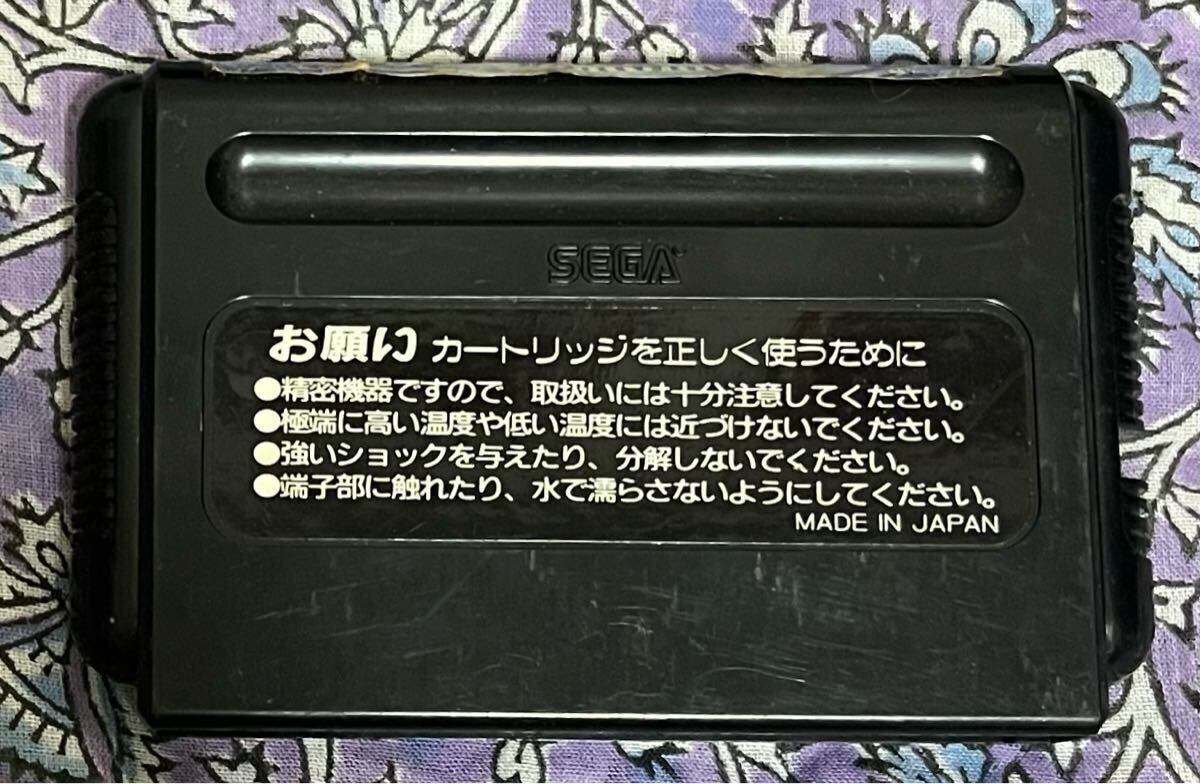 SEGA
お願い カートリッジを正しく使うために
●精密機器ですので、取扱いには十分注意してください。
●極端に高い温度や低い温度には近づけないでください。
●強いショックを与えたり、分解しないでください。
●端子部に触れたり、水で濡らさないようにしてください。
MADE IN JAPAN